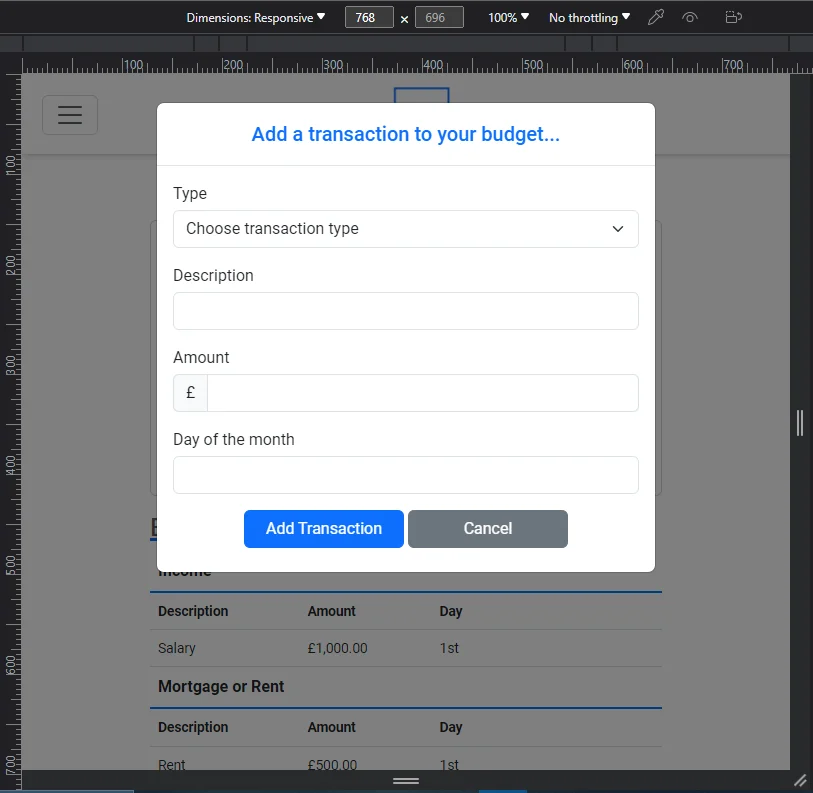 Dimensions: Responsive 768 × 696 100% No throttling
100 200 300 400 500 600 700
100
200
300
400
500
600
700
Add a transaction to your budget...
Type
Choose transaction type
Description
Amount
£
Day of the month
Add Transaction Cancel
Income
Description Amount Day
Salary £1,000.00 1st
Mortgage or Rent
Description Amount Day
Rent £500.00 1st